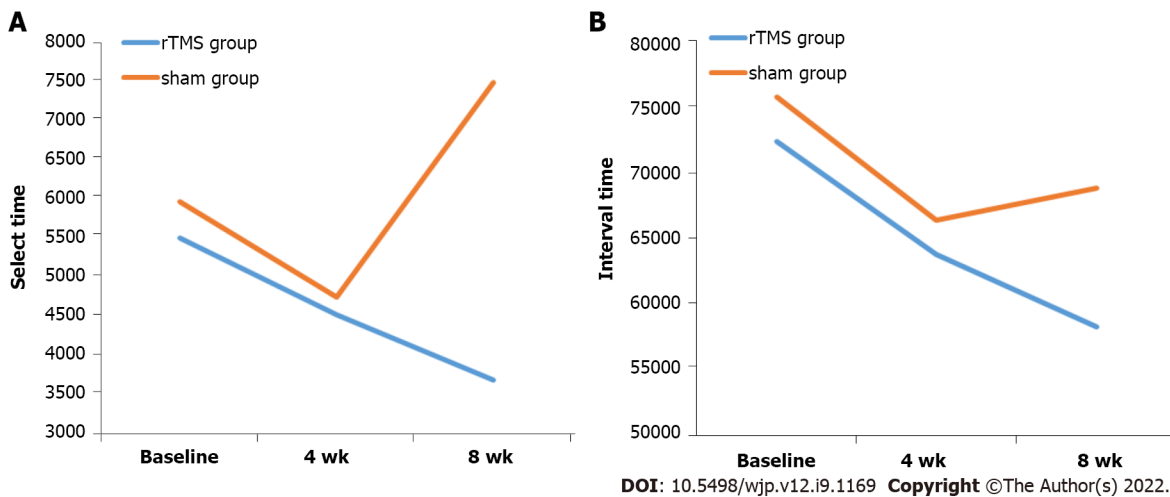 A
8000
7500
7000
6500
6000
5500
5000
4500
4000
3500
3000
Select time
rTMS group
sham group
Baseline 4 wk 8 wk
B
80000
75000
70000
65000
60000
55000
50000
Interval time
rTMS group
sham group
Baseline 4 wk 8 wk
DOI: 10.5498/wjp.v12.i9.1169 Copyright ©The Author(s) 2022.